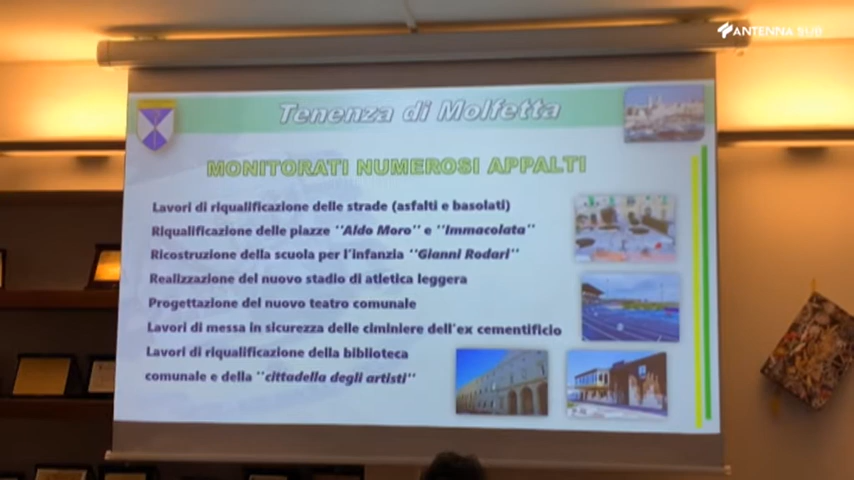 ANTENNA SUD
Tenenza di Molfetta
MONITORATI NUMEROSI APPALTI
Lavori di riqualificazione delle strade (asfalti e basolati)
Riqualificazione delle piazze "Aldo Moro" e "Immacolata"
Ricostruzione della scuola per l'infanzia "Gianni Rodari"
Realizzazione del nuovo stadio di atletica leggera
Progettazione del nuovo teatro comunale
Lavori di messa in sicurezza delle ciminiere dell'ex cementificio
Lavori di riqualificazione della biblioteca
comunale e della "cittadella degli artisti"